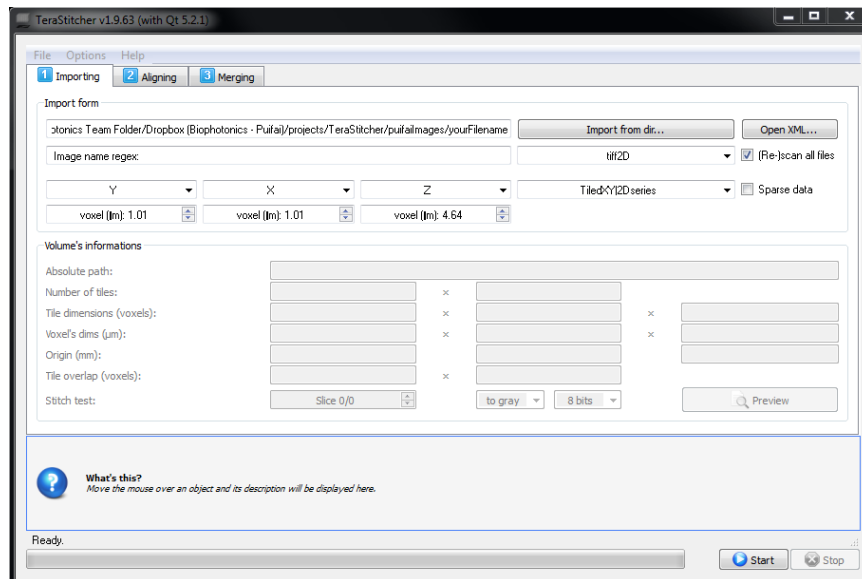 TeraStitcher v1.9.63 (with Qt 5.2.1)
File Options Help
1 Importing 2 Aligning 3 Merging
Import form
otonics Team Folder/Dropbox (Biophotonics - Puifai)/projects/TeraStitcher/puifaiImages/yourFilename Import from dir... Open XML...
Image name regex: tiff2D (Re-)scan all files
Y X Z TiledXY|2Dseries Sparse data
voxel (μm): 1.01 voxel (μm): 1.01 voxel (μm): 4.64
Volume's informations
Absolute path:
Number of tiles: × 
Tile dimensions (voxels): × ×
Voxel's dims (μm): × ×
Origin (mm):
Tile overlap (voxels): ×
Stitch test: Slice 0/0 to gray 8 bits Preview
What's this?
Move the mouse over an object and its description will be displayed here.
Ready.
Start Stop